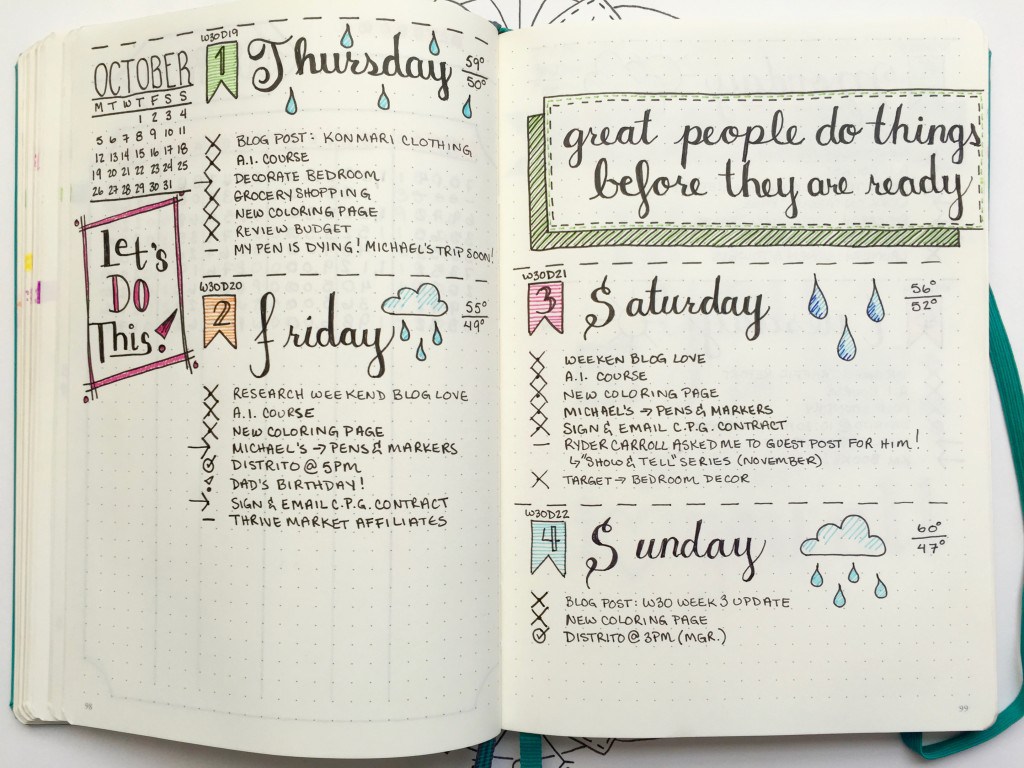 OCTOBER
M T W T F S S
1 2 3 4
5 6 7 8 9 10 11
12 13 14 15 16 17 18
19 20 21 22 23 24 25
26 27 28 29 30 31
Let's
DO
This!
W30D19
1 Thursday 59°
50°
BLOG POST: KONMARI CLOTHING
A.I. COURSE
DECORATE BEDROOM
GROCERY SHOPPING
NEW COLORING PAGE
REVIEW BUDGET
– MY PEN IS DYING! MICHAEL'S TRIP SOON!
W30D20
2 friday 55°
49°
RESEARCH WEEKEND BLOG LOVE
A.I. COURSE
NEW COLORING PAGE
→ MICHAEL'S → PENS & MARKERS
DISTRITO @ 5PM
DAD'S BIRTHDAY!
→ SIGN & EMAIL C.P.G. CONTRACT
– THRIVE MARKET AFFILIATES
98
great people do things
before they are ready
W30D21
3 Saturday 56°
52°
WEEKEN BLOG LOVE
A.I. COURSE
NEW COLORING PAGE
MICHAEL'S → PENS & MARKERS
SIGN & EMAIL C.P.G. CONTRACT
– RYDER CARROLL ASKED ME TO GUEST POST FOR HIM!
↳ "SHOW & TELL" SERIES (NOVEMBER)
TARGET → BEDROOM DECOR
W30D22
4 Sunday 60°
47°
BLOG POST: W30 WEEK 3 UPDATE
NEW COLORING PAGE
DISTRITO @ 3PM (MGR.)
99